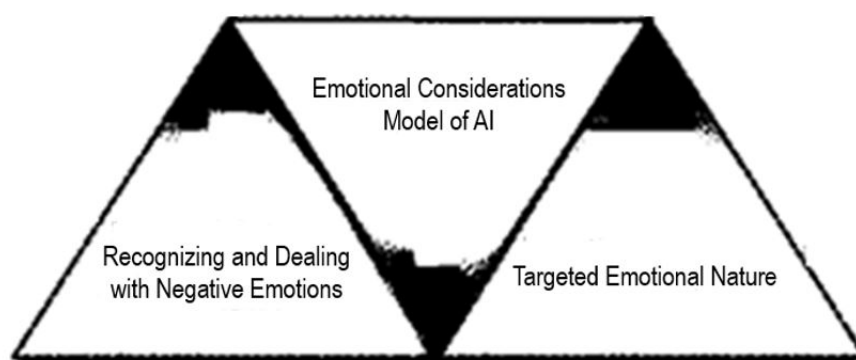 Emotional Considerations
Model of AI
Recognizing and Dealing
with Negative Emotions
Targeted Emotional Nature